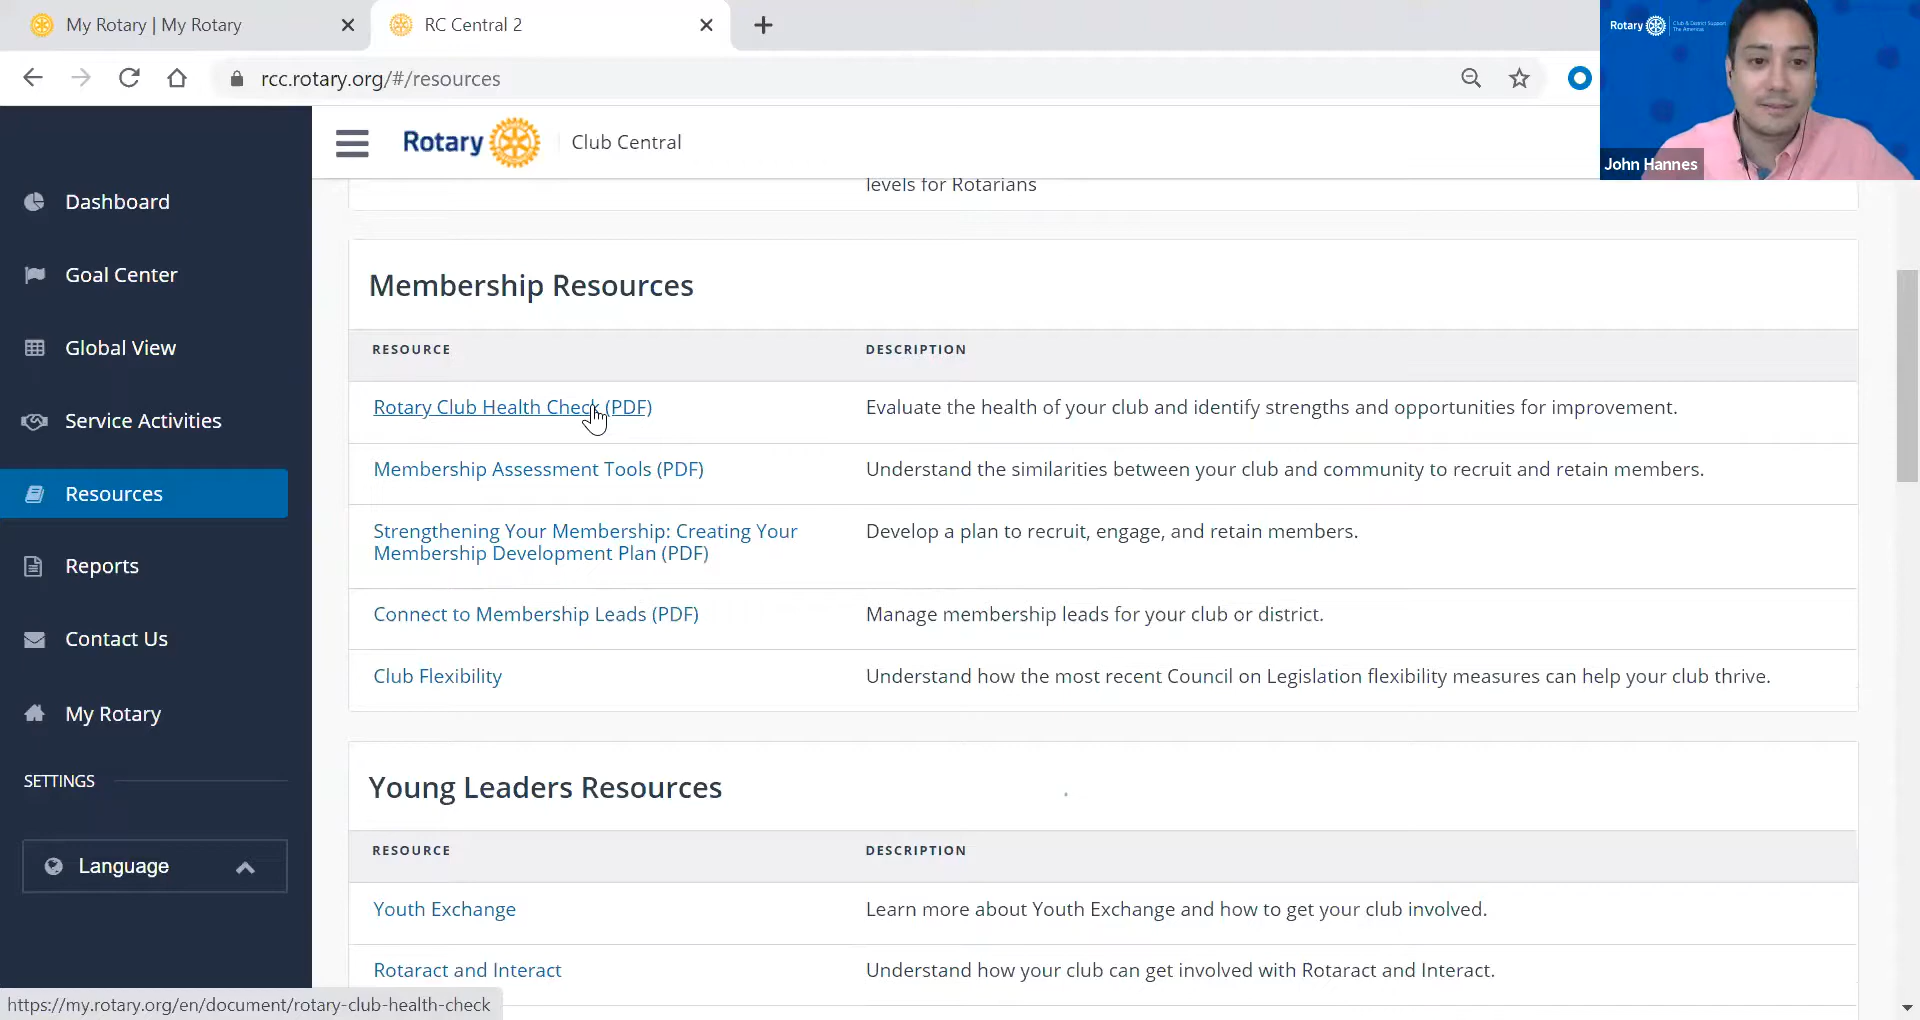 My Rotary | My Rotary
RC Central 2
rcc.rotary.org/#/resources
Rotary
Club & District Support
The Americas
John Hannes
Rotary
Club Central
Dashboard
Goal Center
Global View
Service Activities
Resources
Reports
Contact Us
My Rotary
SETTINGS
Language
levels for Rotarians
Membership Resources
RESOURCE DESCRIPTION
Rotary Club Health Check (PDF) Evaluate the health of your club and identify strengths and opportunities for improvement.
Membership Assessment Tools (PDF) Understand the similarities between your club and community to recruit and retain members.
Strengthening Your Membership: Creating Your Develop a plan to recruit, engage, and retain members.
Membership Development Plan (PDF)
Connect to Membership Leads (PDF) Manage membership leads for your club or district.
Club Flexibility Understand how the most recent Council on Legislation flexibility measures can help your club thrive.
Young Leaders Resources
RESOURCE DESCRIPTION
Youth Exchange Learn more about Youth Exchange and how to get your club involved.
Rotaract and Interact Understand how your club can get involved with Rotaract and Interact.
https://my.rotary.org/en/document/rotary-club-health-check